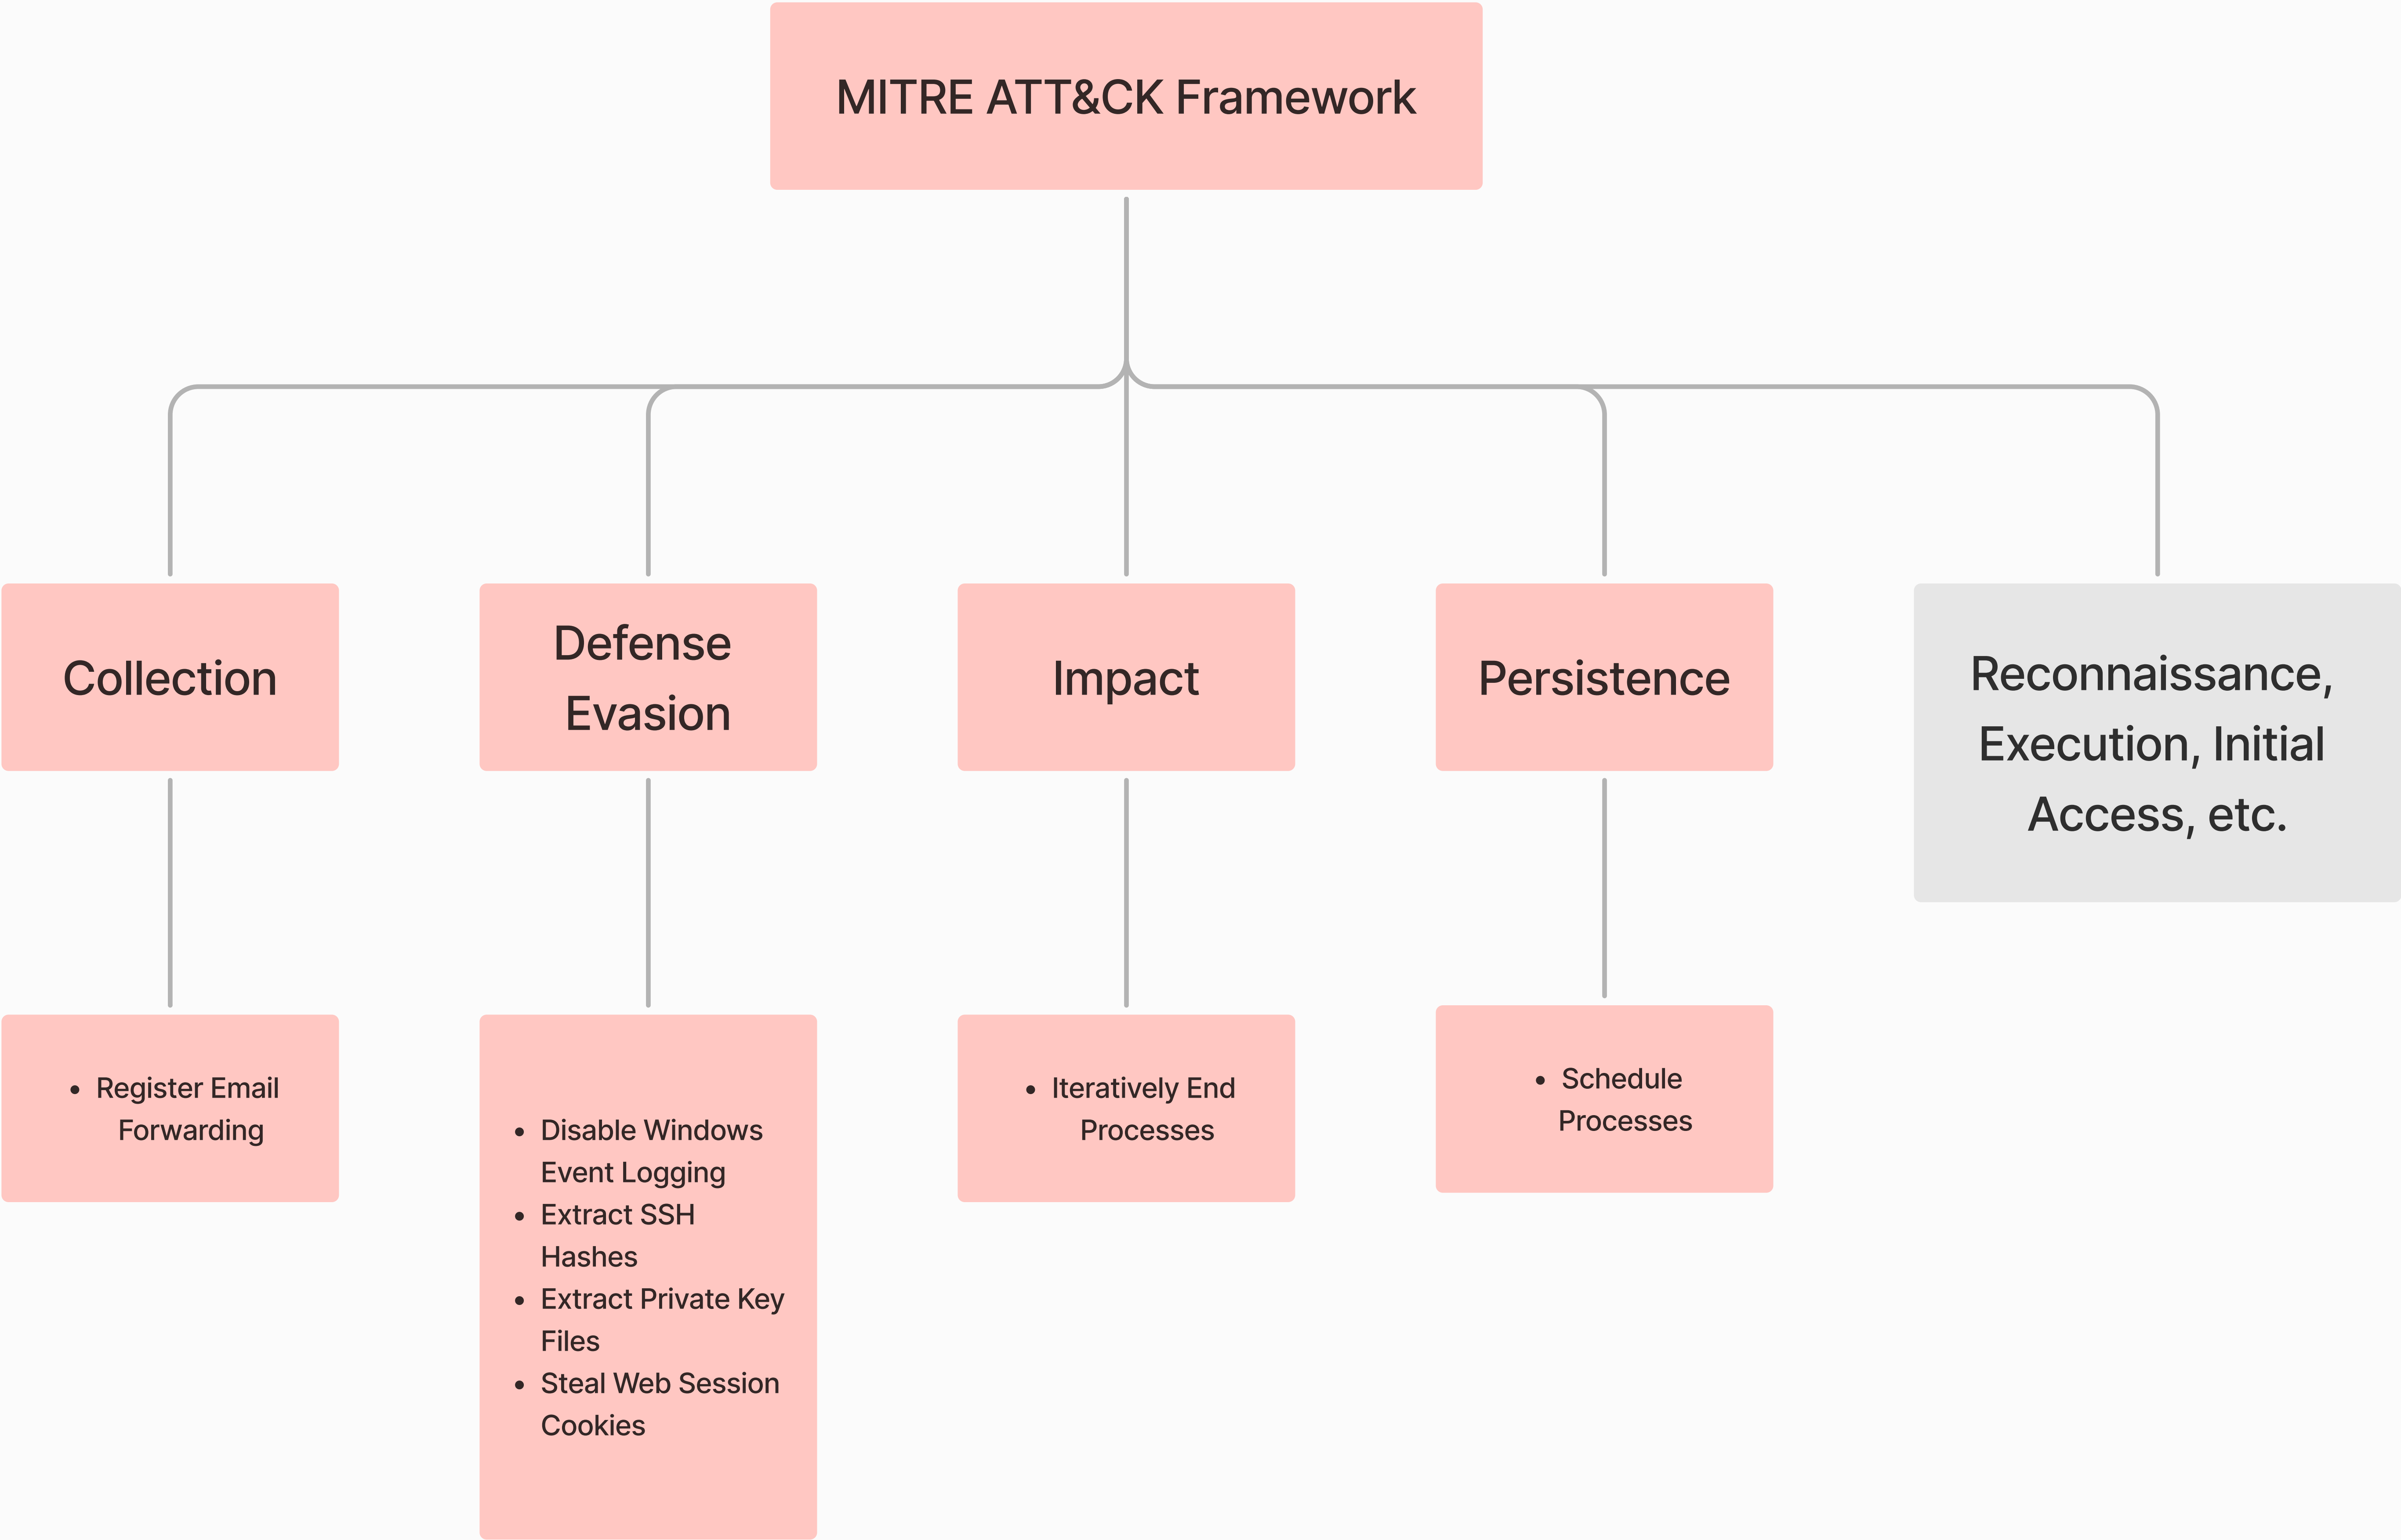 MITRE ATT&CK Framework
Collection
Defense
Evasion
Impact
Persistence
Reconnaissance,
Execution, Initial
Access, etc.
• Register Email
Forwarding
• Disable Windows
Event Logging
• Extract SSH
Hashes
• Extract Private Key
Files
• Steal Web Session
Cookies
• Iteratively End
Processes
• Schedule
Processes